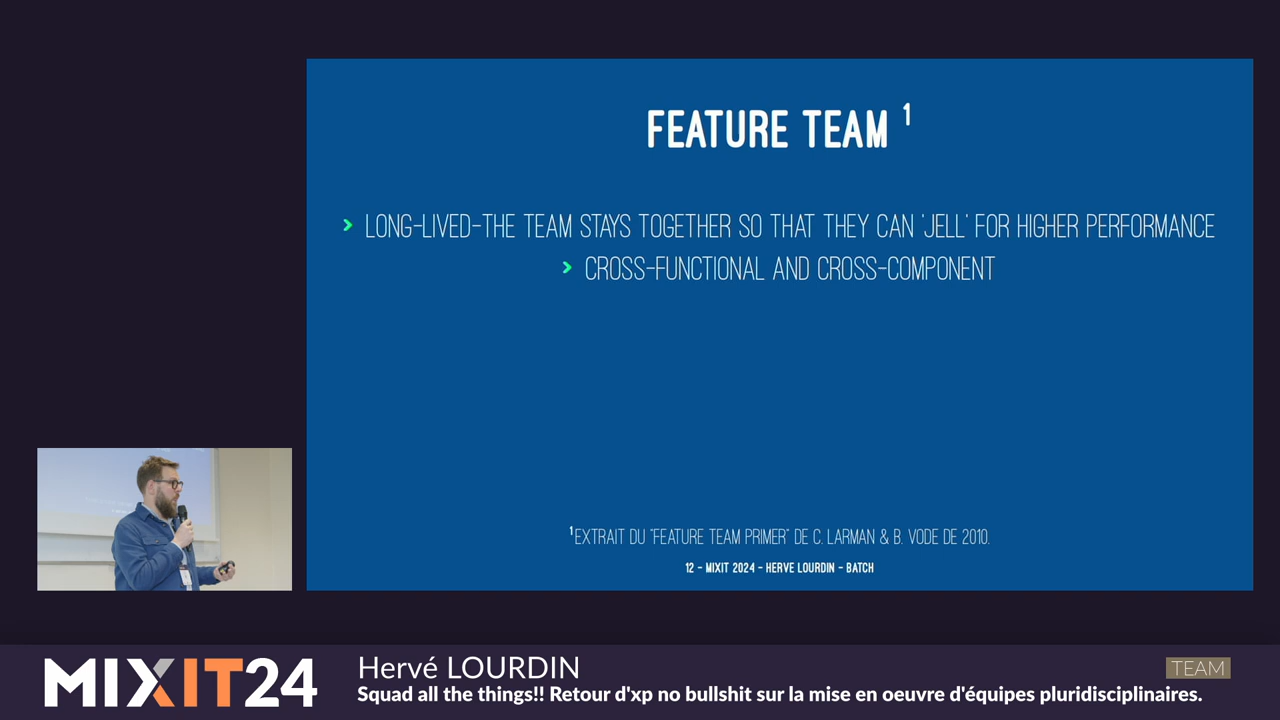 FEATURE TEAM 1
> LONG-LIVED-THE TEAM STAYS TOGETHER SO THAT THEY CAN 'JELL' FOR HIGHER PERFORMANCE
> CROSS-FUNCTIONAL AND CROSS-COMPONENT
1 EXTRAIT DU "FEATURE TEAM PRIMER" DE C. LARMAN & B. VODE DE 2010.
12 - MIXIT 2024 - HERVE LOURDIN - BATCH
MIXIT24
Hervé LOURDIN
TEAM
Squad all the things!! Retour d'xp no bullshit sur la mise en oeuvre d'équipes pluridisciplinaires.